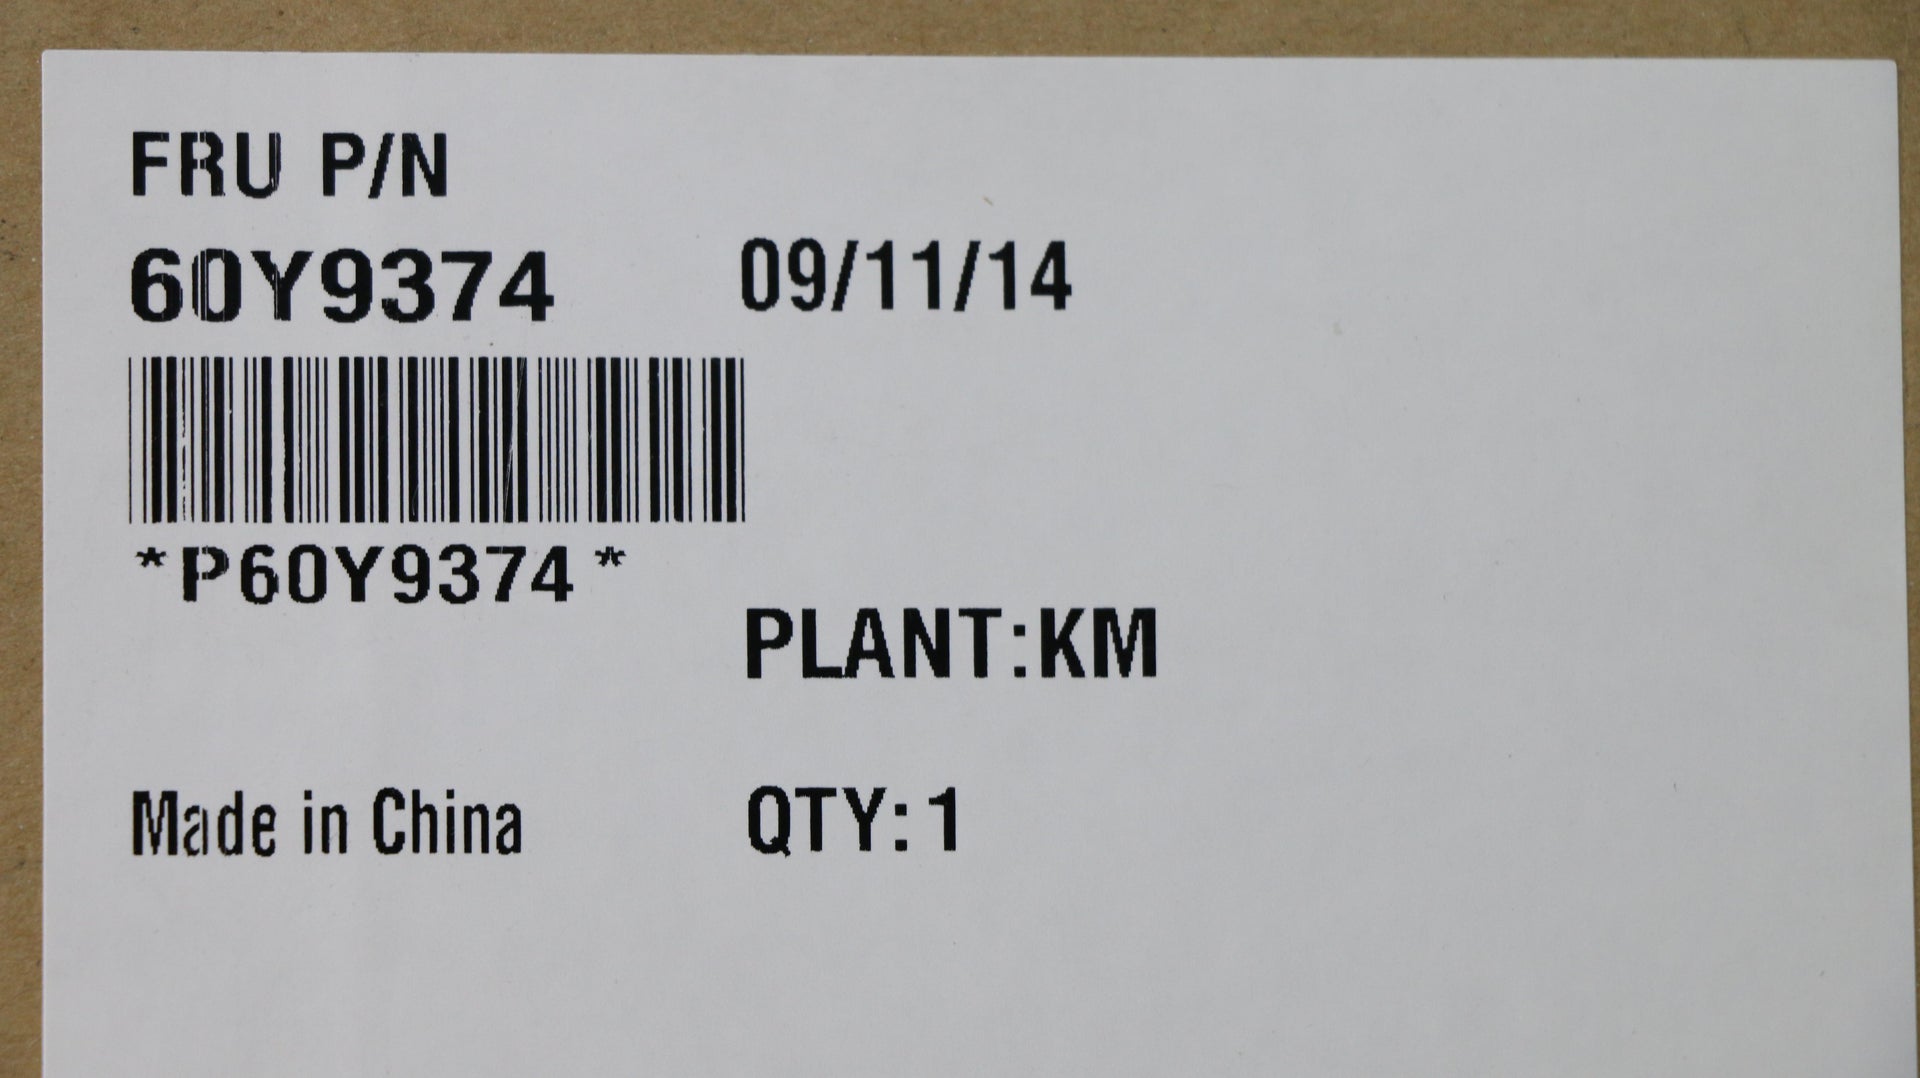 FRU P/N
60Y9374 09/11/14
*P60Y9374*
PLANT:KM
Made in China QTY: 1